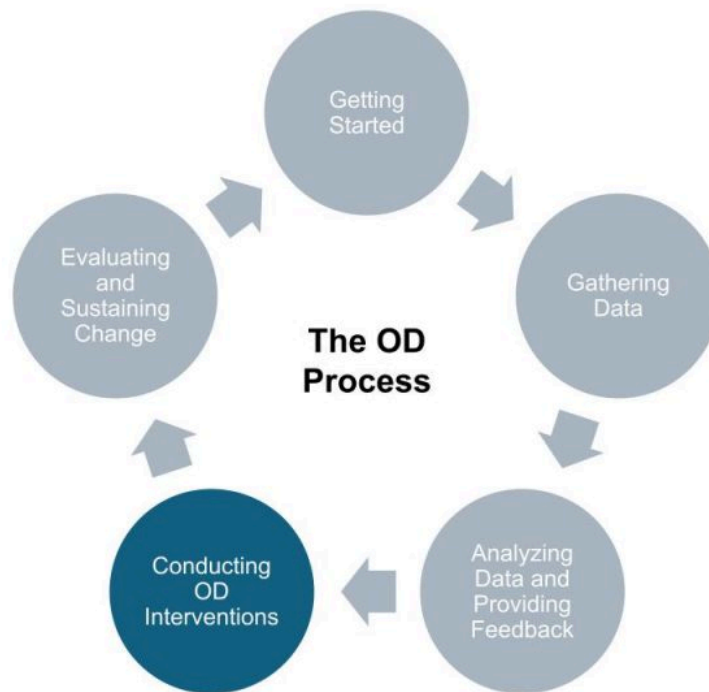 Getting
Started
Gathering
Data
Analyzing
Data and
Providing
Feedback
Conducting
OD
Interventions
Evaluating
and
Sustaining
Change
The OD
Process